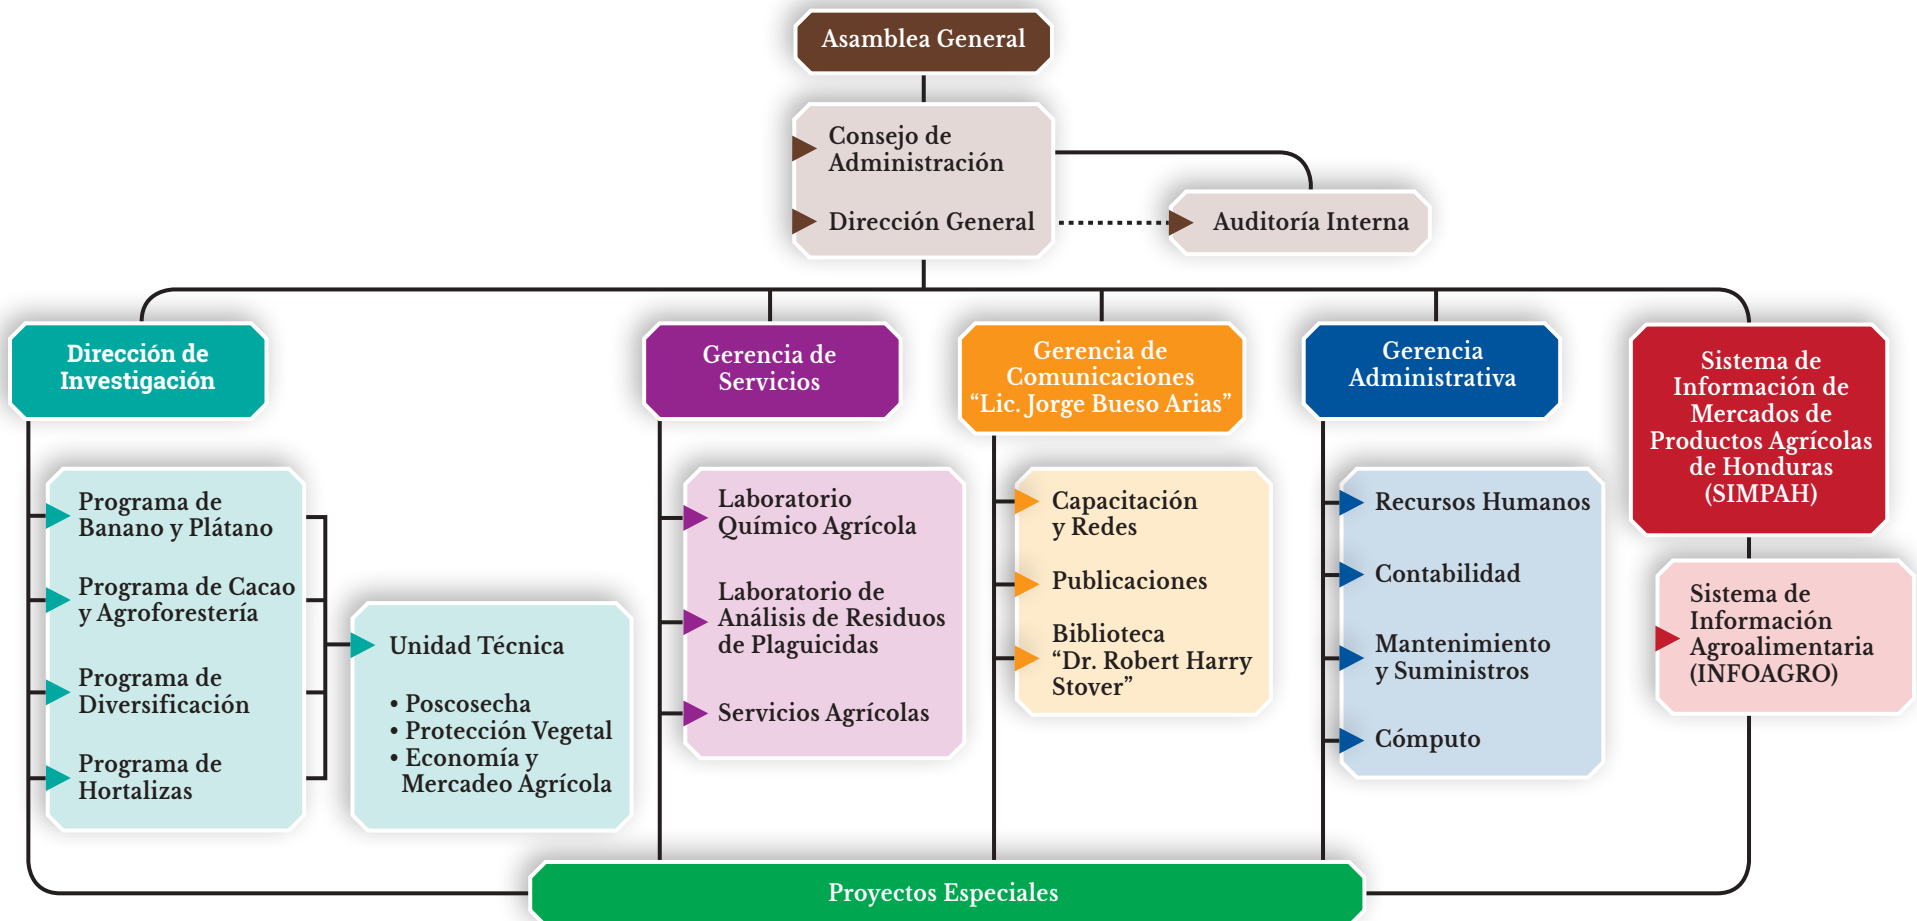 Asamblea General
Consejo de
Administración
Dirección General
Auditoría Interna
Dirección de
Investigación
Programa de
Banano y Plátano
Programa de Cacao
y Agroforestería
Programa de
Diversificación
Programa de
Hortalizas
Unidad Técnica
• Poscosecha
• Protección Vegetal
• Economía y
Mercadeo Agrícola
Gerencia de
Servicios
Laboratorio
Químico Agrícola
Laboratorio de
Análisis de Residuos
de Plaguicidas
Servicios Agrícolas
Gerencia de
Comunicaciones
“Lic. Jorge Bueso Arias”
Capacitación
y Redes
Publicaciones
Biblioteca
“Dr. Robert Harry
Stover”
Gerencia
Administrativa
Recursos Humanos
Contabilidad
Mantenimiento
y Suministros
Cómputo
Sistema de
Información de
Mercados de
Productos Agrícolas
de Honduras
(SIMPAH)
Sistema de
Información
Agroalimentaria
(INFOAGRO)
Proyectos Especiales